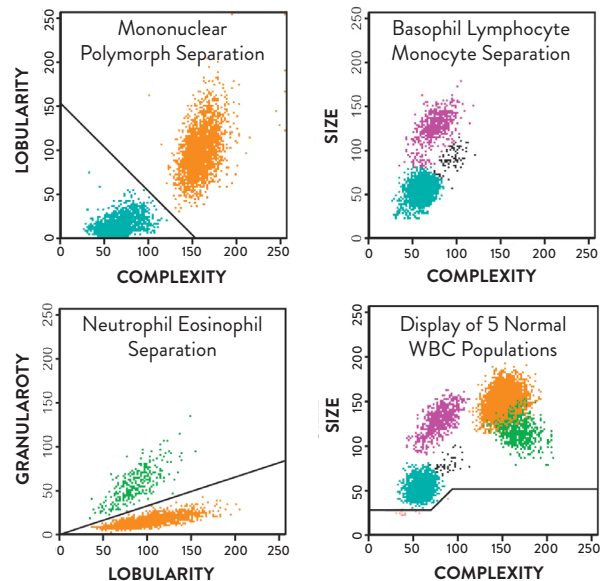 Mononuclear
Polymorph Separation
LOBULARITY
250
200
150
100
50
0
0 50 100 150 200 250
COMPLEXITY
Basophil Lymphocyte
Monocyte Separation
SIZE
250
200
150
100
50
0
0 50 100 150 200 250
COMPLEXITY
Neutrophil Eosinophil
Separation
GRANULAROTY
250
200
150
100
50
0
0 50 100 150 200 250
LOBULARITY
Display of 5 Normal
WBC Populations
SIZE
250
200
150
100
50
0
0 50 100 150 200 250
COMPLEXITY